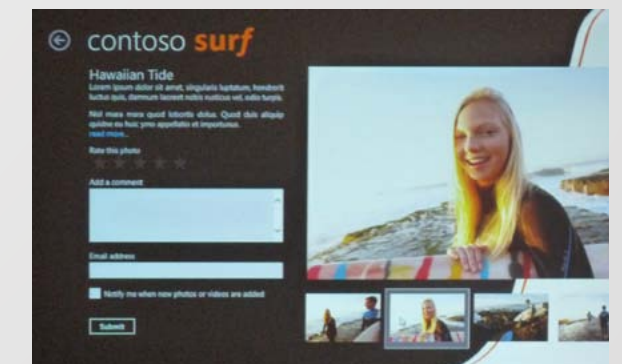 contoso surf
Hawaiian Tide
Lorem ipsum dolor sit amet, singularis luptatum, hendrerit
luctus quis, damnum laoreet nobis rusticus vel, odio turpis.
Nisl mara mara quod lobortis dolus. Quod duis aliquip
quidne eu huic ymo appellatio et importunus.
read more..
Rate this photo
Add a comment:
Email address
Notify me when new photos or videos are added
Submit